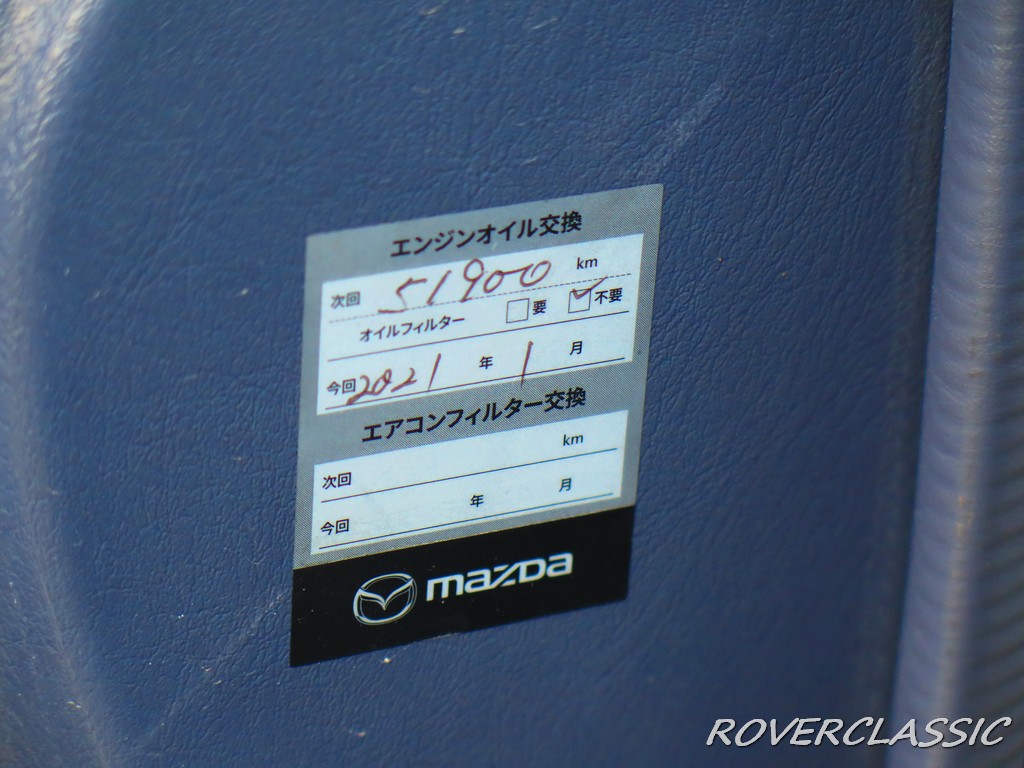 エンジンオイル交換
次回 51900 km
オイルフィルター □要 ☑不要
今回 2021 年 1 月
エアコンフィルター交換
次回 km
今回 年 月
mazDa
ROVERCLASSIC